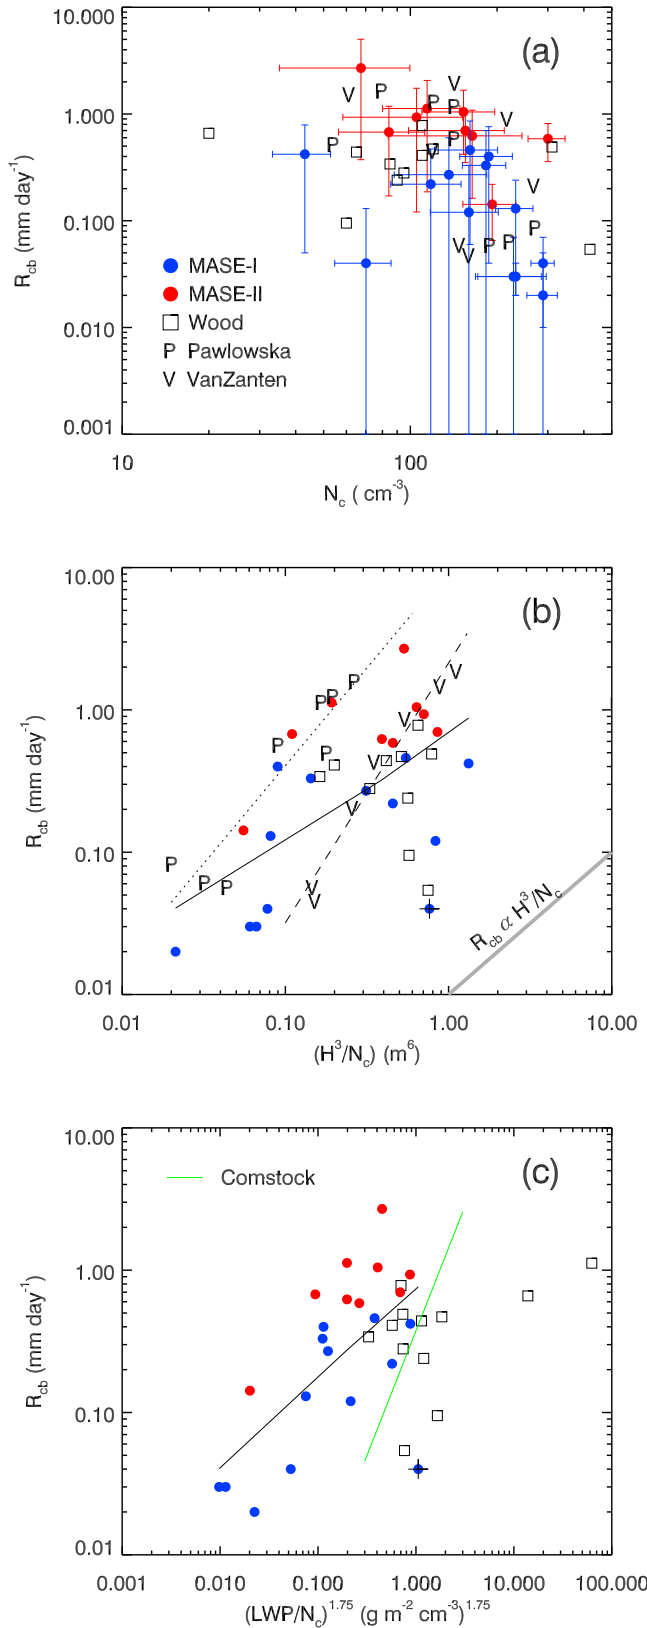 10.000
(a)
V
P
V
P
1.000
P
V
P
P
V
V
0.100
P
V
P
P
V
R_cb (mm day^-1)
MASE-I
MASE-II
Wood
0.010
P Pawlowska
V VanZanten
0.001
10 100
N_c ( cm^-3)
10.00
(b)
V
P
V
P P
1.00
V
P P
V
R_cb (mm day^-1)
V
0.10
P
P P
V
V
R_cb ∝ H^3/N_c
0.01
0.01 0.10 1.00 10.00
(H^3/N_c) (m^6)
10.00
(c)
Comstock
1.00
R_cb (mm day^-1)
0.10
0.01
0.001 0.010 0.100 1.000 10.000 100.000
(LWP/N_c)^1.75 (g m^-2 cm^-3)^1.75